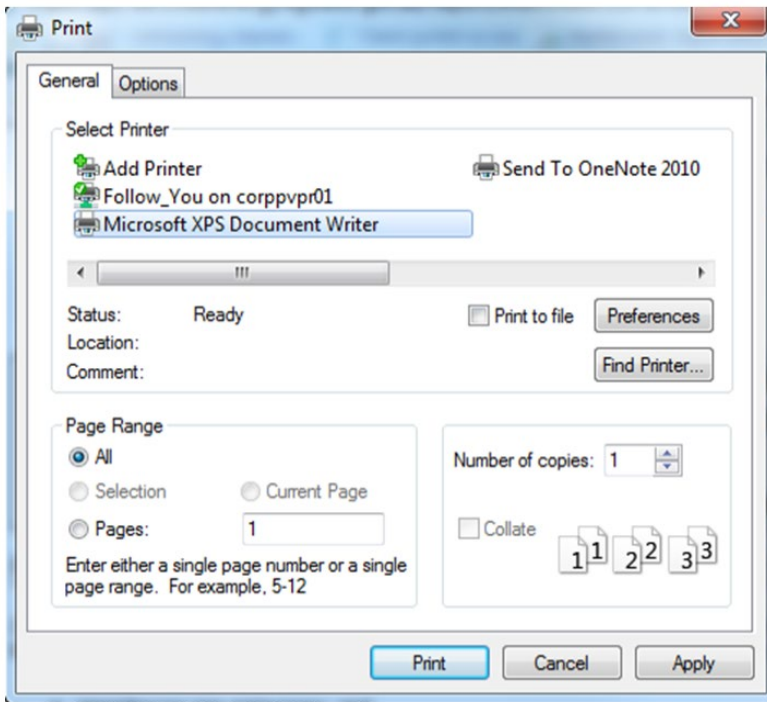 Print
General Options
Select Printer
Add Printer Send To OneNote 2010
Follow_You on corppvpr01
Microsoft XPS Document Writer
Status: Ready Print to file Preferences
Location:
Comment: Find Printer...
Page Range
All Number of copies: 1
Selection Current Page
Pages: 1 Collate
1 1 2 2 3 3
Enter either a single page number or a single
page range. For example, 5-12
Print Cancel Apply